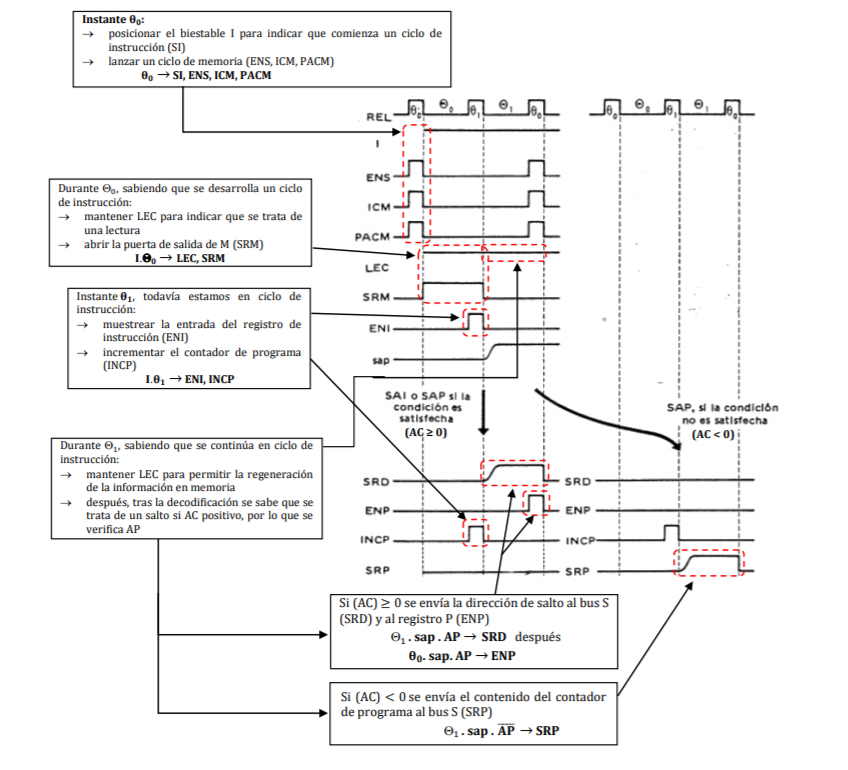 Instante θ₀:
→ posicionar el biestable I para indicar que comienza un ciclo de
instrucción (SI)
→ lanzar un ciclo de memoria (ENS, ICM, PACM)
θ₀ → SI, ENS, ICM, PACM
REL θ₀ Θ₀ θ₁ Θ₁ θ₀ θ₀ Θ₀ θ₁ Θ₁ θ₀
I
ENS
ICM
PACM
LEC
SRM
ENI
sap
Durante Θ₀, sabiendo que se desarrolla un ciclo
de instrucción:
→ mantener LEC para indicar que se trata de
una lectura
→ abrir la puerta de salida de M (SRM)
I.Θ₀ → LEC, SRM
Instante θ₁, todavía estamos en ciclo de
instrucción:
→ muestrear la entrada del registro de
instrucción (ENI)
→ incrementar el contador de programa
(INCP)
I.θ₁ → ENI, INCP
SAI o SAP si la
condición es
satisfecha
(AC ≥ 0)
SAP, si la condición
no es satisfecha
(AC < 0)
Durante Θ₁, sabiendo que se continúa en ciclo de
instrucción:
→ mantener LEC para permitir la regeneración
de la información en memoria
→ después, tras la decodificación se sabe que se
trata de un salto si AC positivo, por lo que se
verifica AP
SRD SRD
ENP ENP
INCP INCP
SRP SRP
Si (AC) ≥ 0 se envía la dirección de salto al bus S
(SRD) y al registro P (ENP)
Θ₁ . sap . AP → SRD después
θ₀. sap. AP → ENP
Si (AC) < 0 se envía el contenido del contador
de programa al bus S (SRP)
Θ₁ . sap . A̅P̅ → SRP